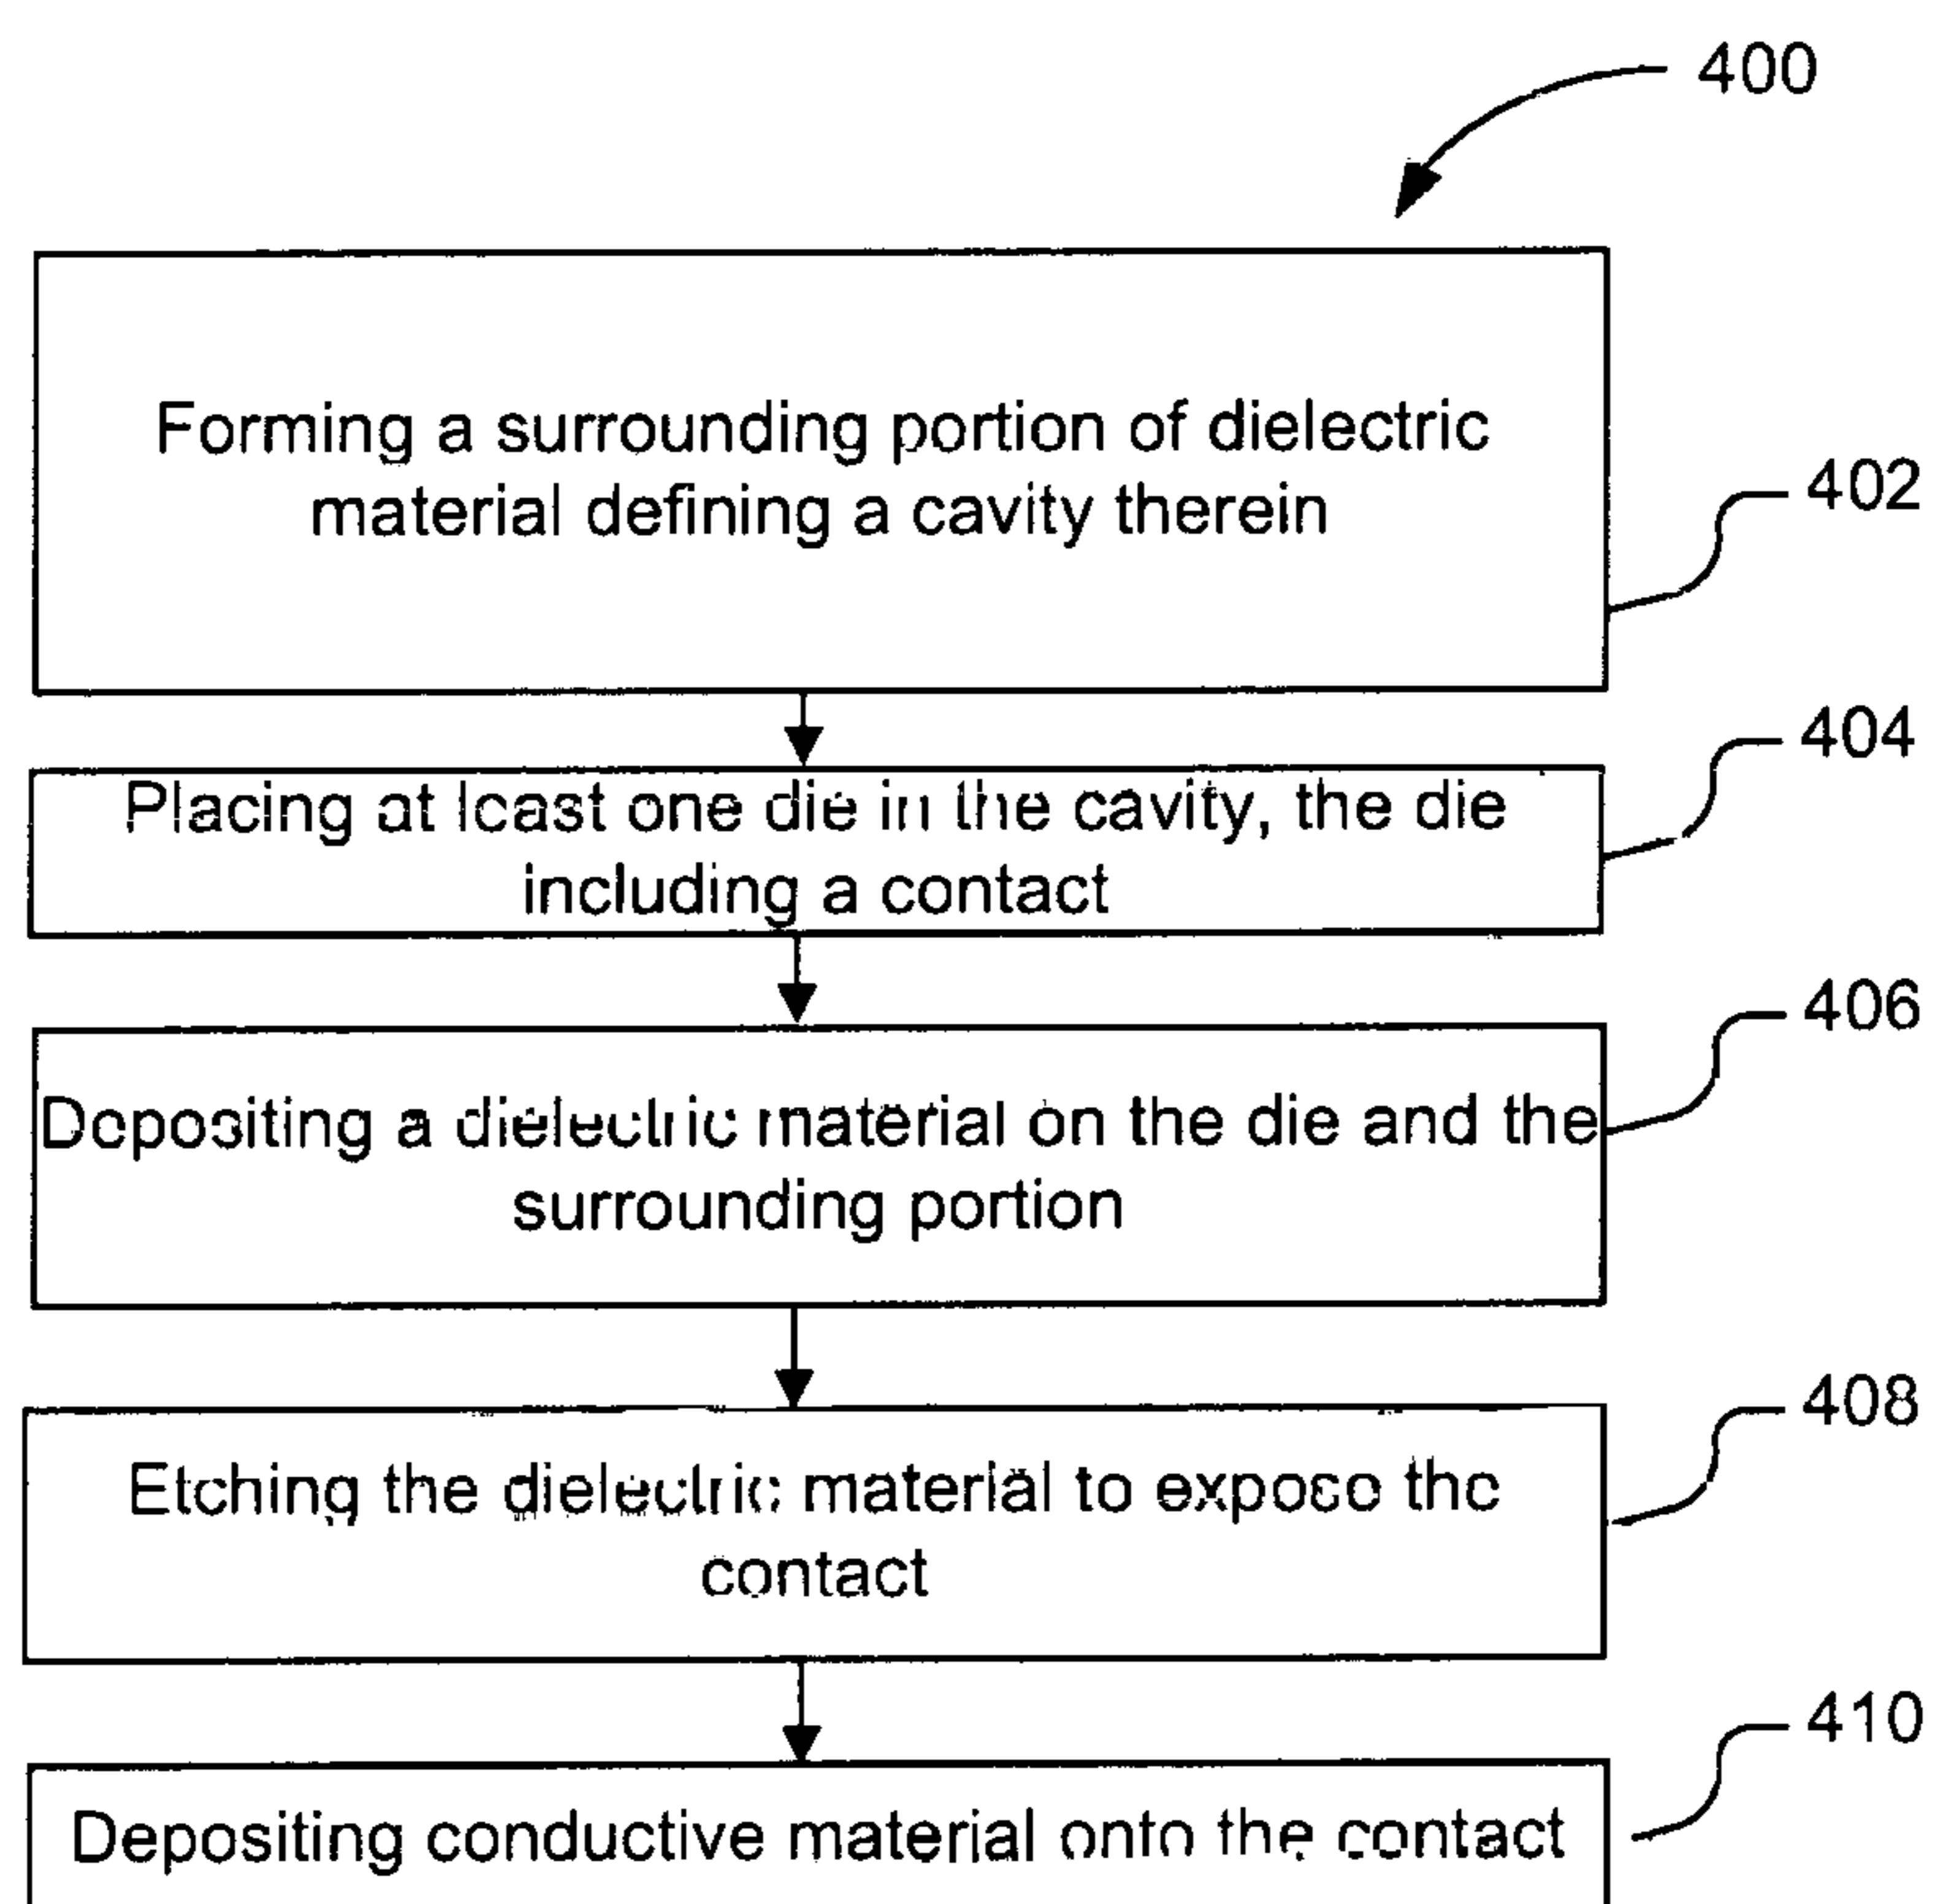 400
Forming a surrounding portion of dielectric
material defining a cavity therein
402
Placing at least one die in the cavity, the die
including a contact
404
Depositing a dielectric material on the die and the
surrounding portion
406
Etching the dielectric material to expose the
contact
408
Depositing conductive material onto the contact
410